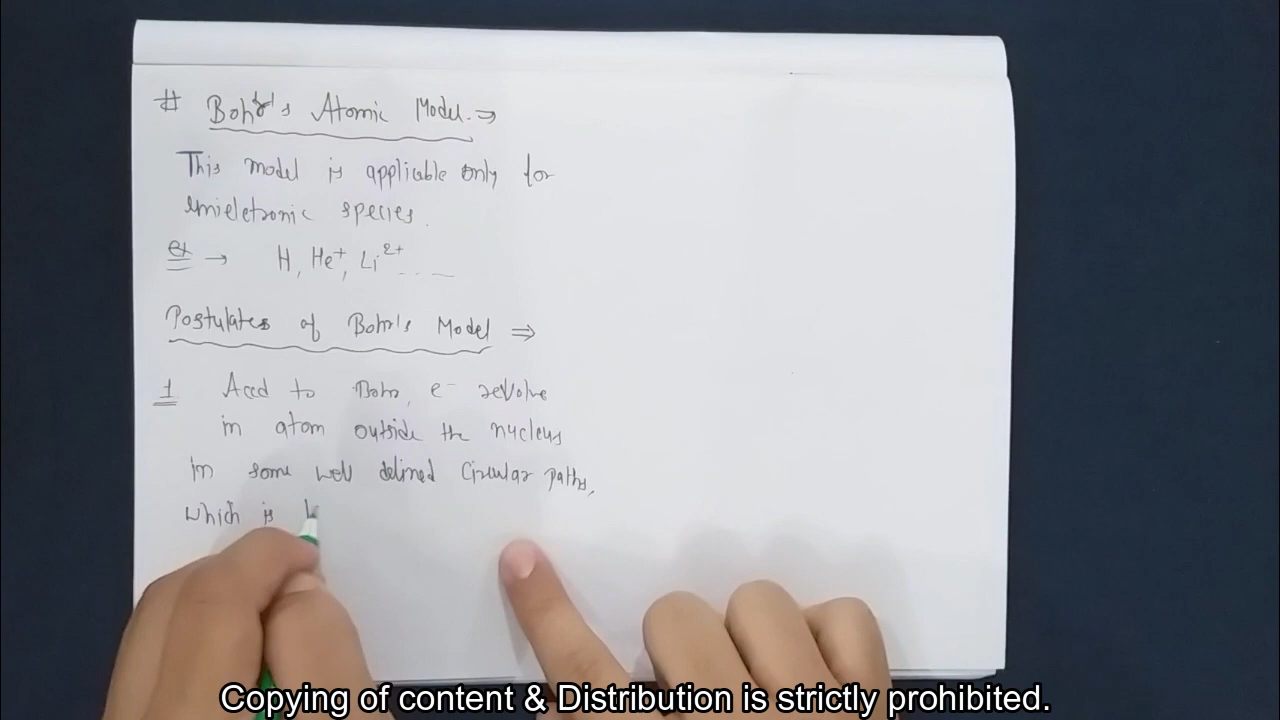 # Bohr's Atomic Model. ⇒
This model is applicable only for
unieletronic species.
Ex → H, He⁺, Li²⁺ ....
Postulates of Bohr's Model ⇒
1 Accd to Bohr, e⁻ revolve
in atom outside the nucleus
in some well defined Circular paths,
which is
Copying of content & Distribution is strictly prohibited.